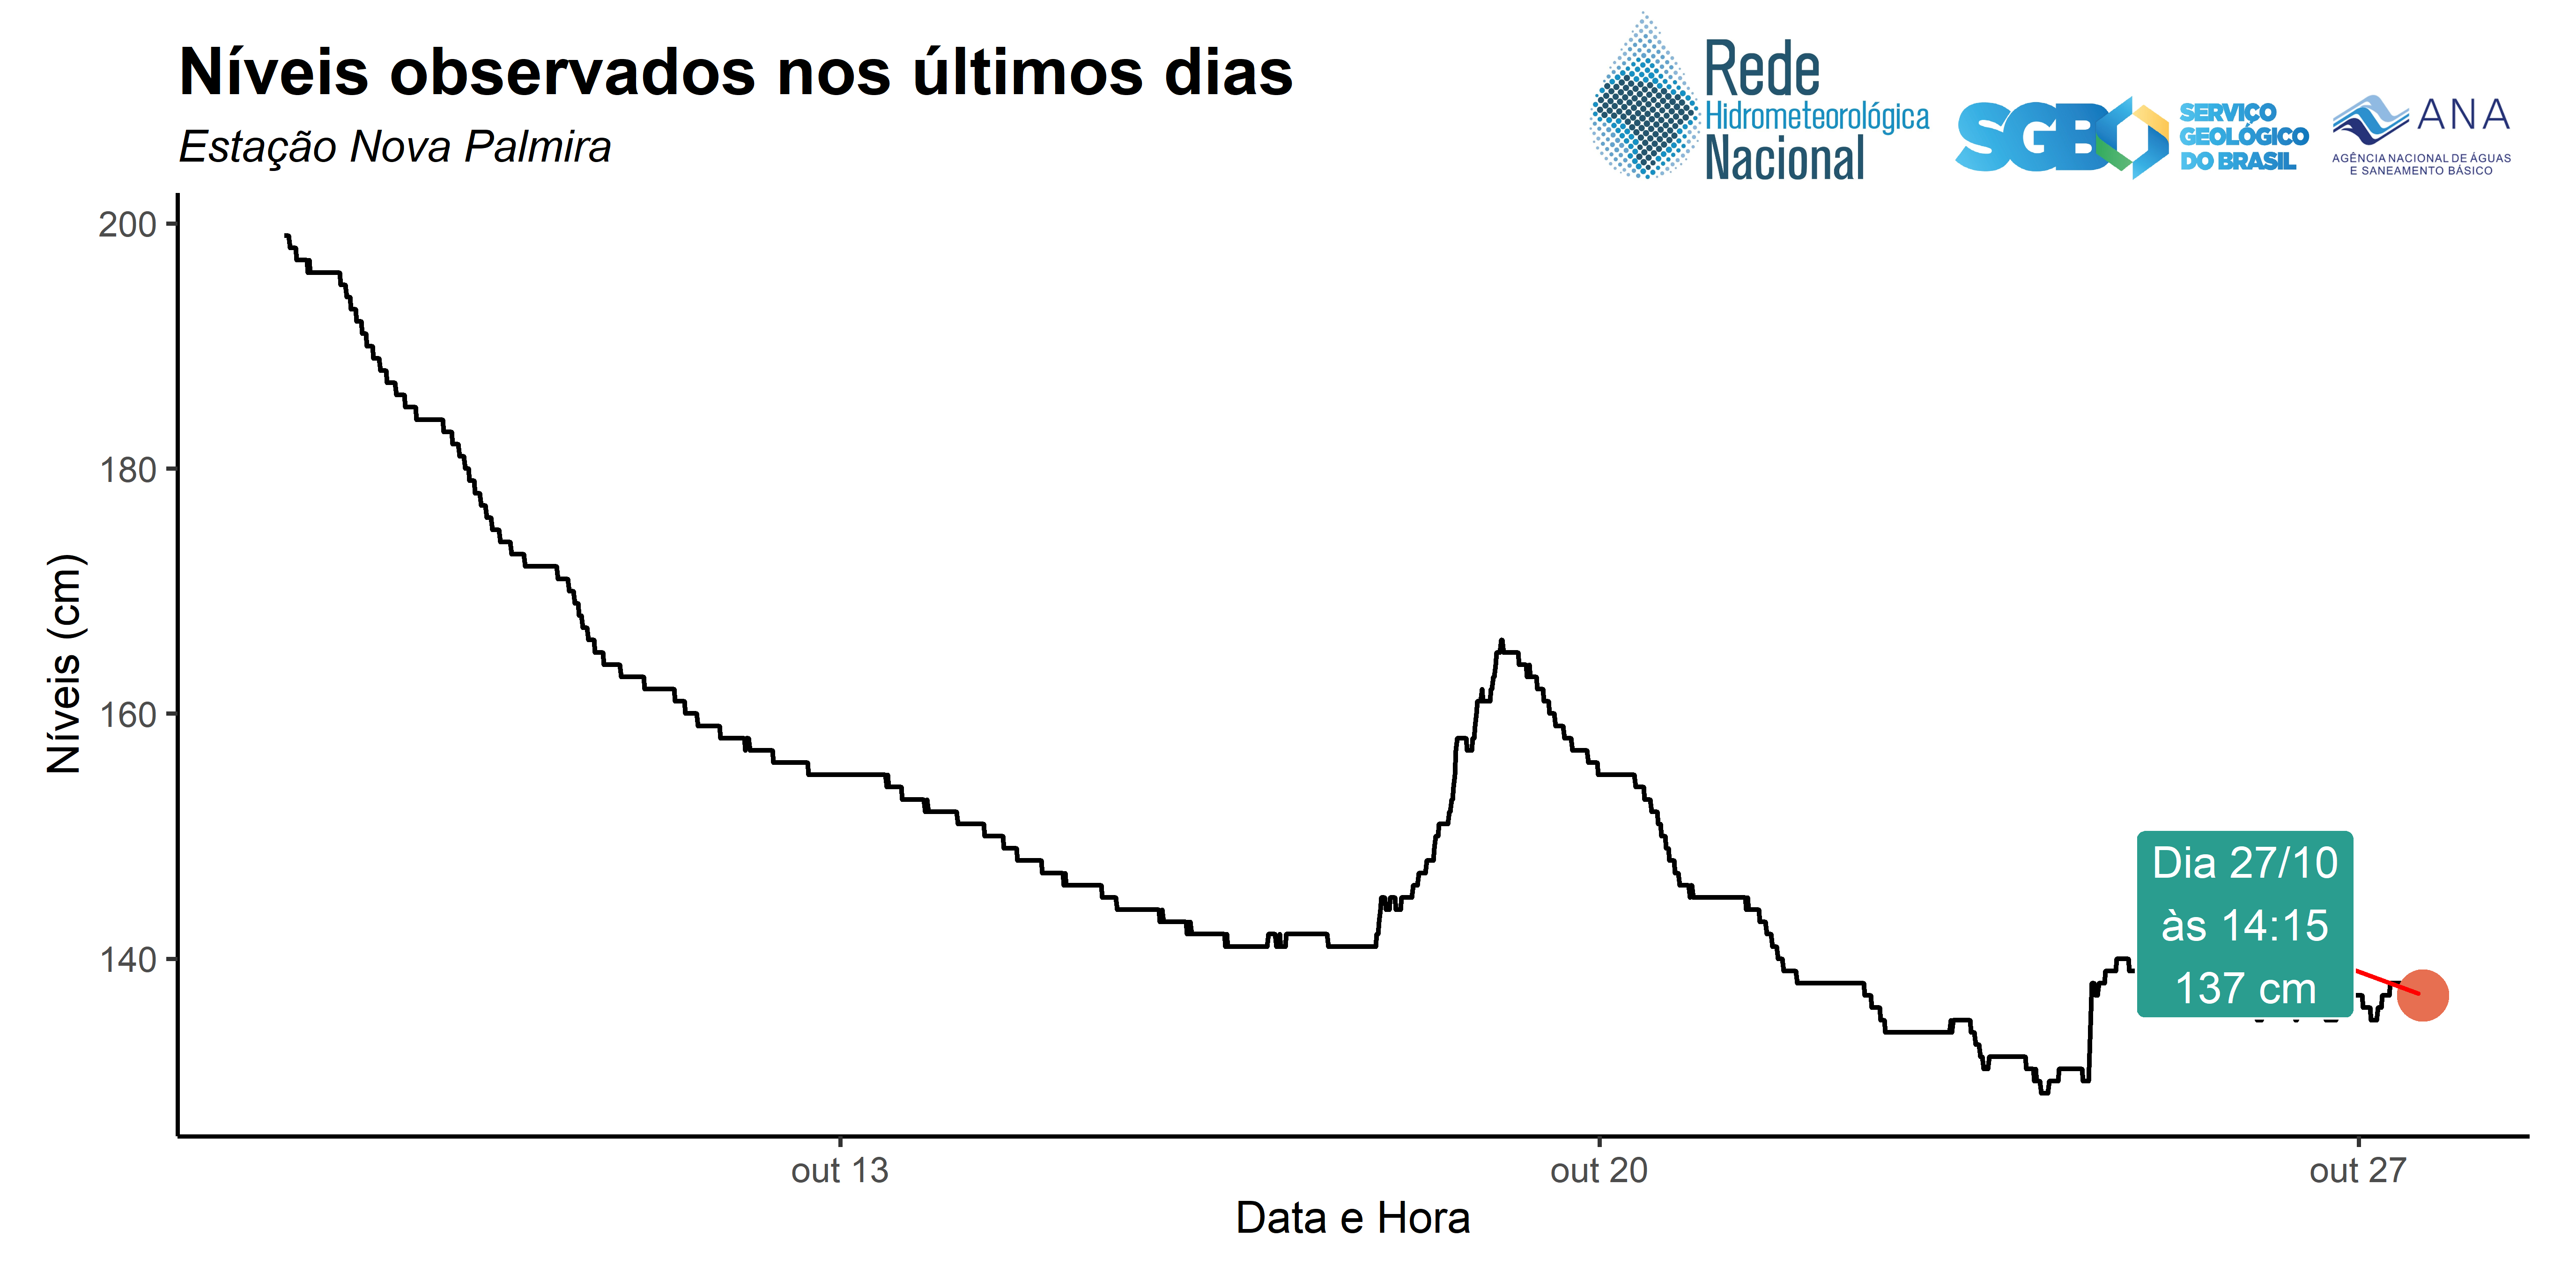 Níveis observados nos últimos dias
Estação Nova Palmira
Rede
Hidrometeorológica
Nacional
SGB
SERVIÇO
GEOLÓGICO
DO BRASIL
ANA
AGÊNCIA NACIONAL DE ÁGUAS
E SANEAMENTO BÁSICO
Níveis (cm)
200
180
160
140
Dia 27/10
às 14:15
137 cm
out 13
out 20
out 27
Data e Hora